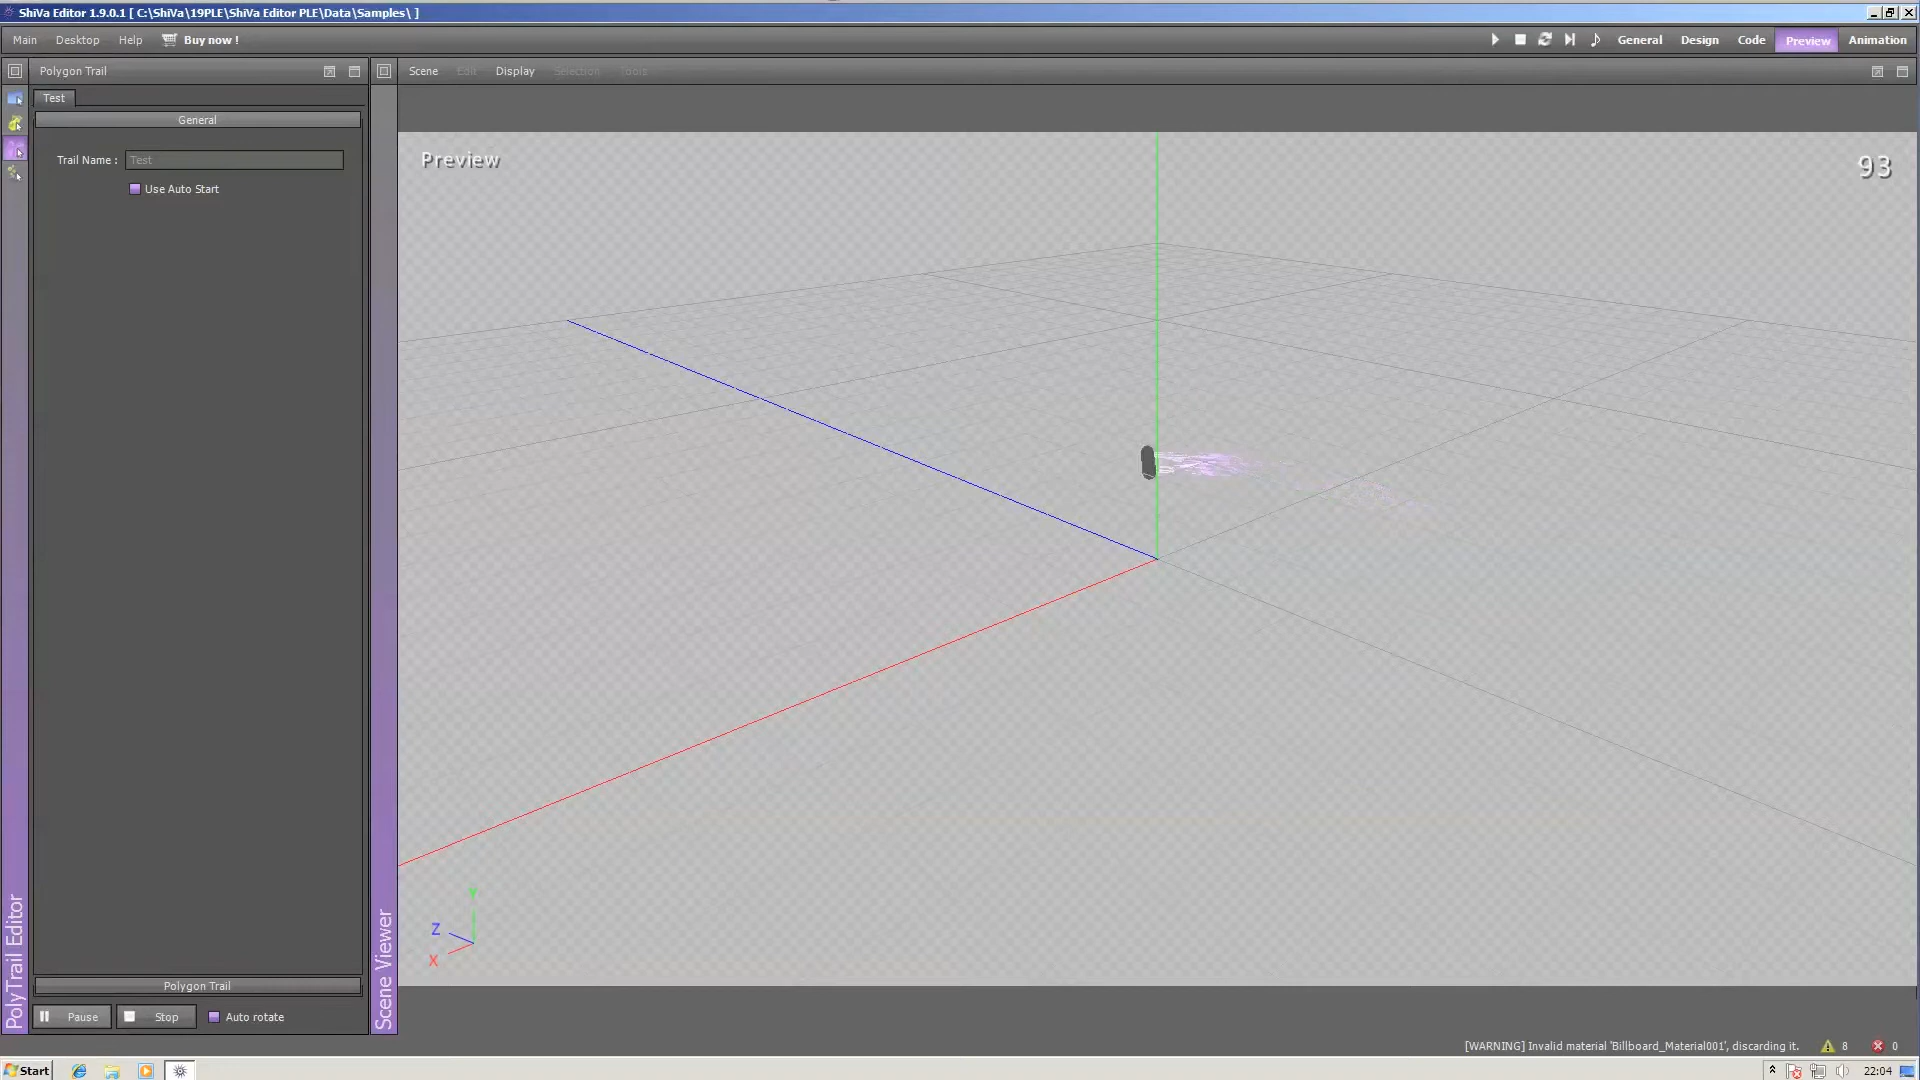 ShiVa Editor 1.9.0.1 [ C:\ShiVa\19PLE\ShiVa Editor PLE\Data\Samples\ ]
Main Desktop Help Buy now ! General Design Code Preview Animation
Polygon Trail Scene Edit Display Selection Tools
Test
General
Preview
93
Trail Name : Test
Use Auto Start
Y
Z
X
PolyTrail Editor
Scene Viewer
Polygon Trail
Pause Stop Auto rotate
[WARNING] Invalid material 'Billboard_Material001', discarding it. 8 0
Start 22:04